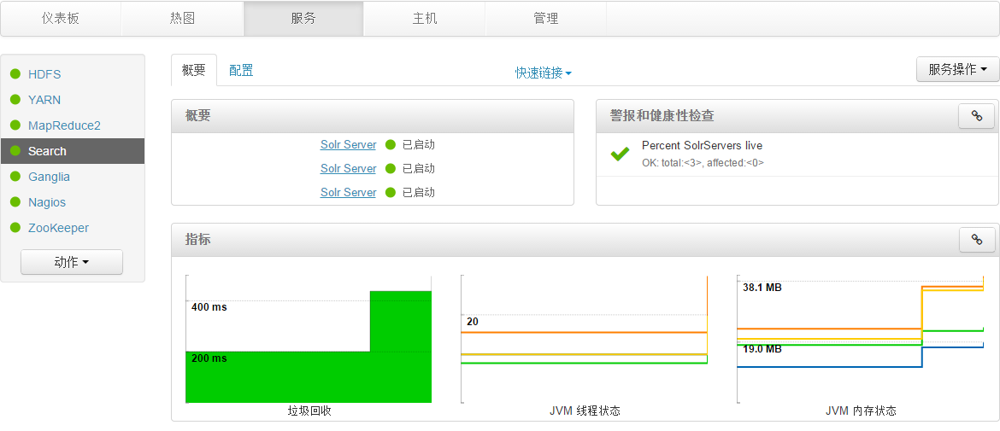 仪表板 热图 服务 主机 管理
HDFS
YARN
MapReduce2
Search
Ganglia
Nagios
ZooKeeper
动作
概要 配置 快速链接 服务操作
概要
Solr Server 已启动
Solr Server 已启动
Solr Server 已启动
警报和健康性检查
Percent SolrServers live
OK: total:<3>, affected:<0>
指标
400 ms
200 ms
垃圾回收
20
JVM 线程状态
38.1 MB
19.0 MB
JVM 内存状态